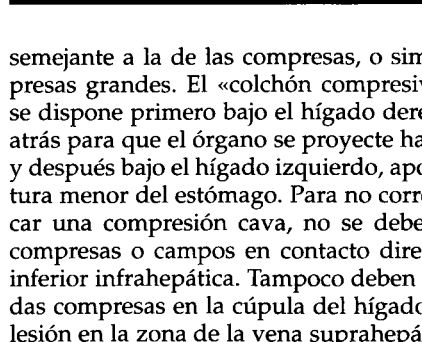 semejante a la de las compresas, o sim
presas grandes. El «colchón compresiv
se dispone primero bajo el hígado dere
atrás para que el órgano se proyecte ha
y después bajo el hígado izquierdo, apo
tura menor del estómago. Para no corre
car una compresión cava, no se debe
compresas o campos en contacto dire
inferior infrahepática. Tampoco deben
das compresas en la cúpula del hígado
lesión en la zona de la vena suprahepá